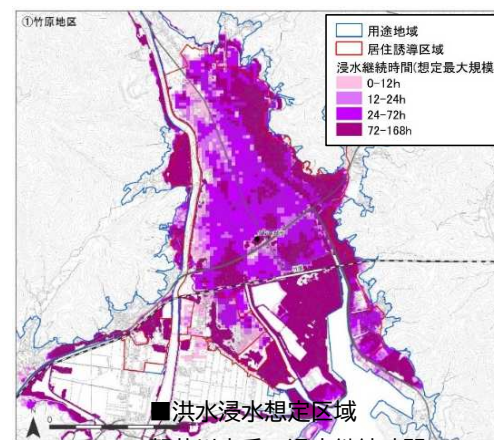 ①竹原地区
用途地域
居住誘導区域
浸水継続時間(想定最大規模
0-12h
12-24h
24-72h
72-168h
■洪水浸水想定区域